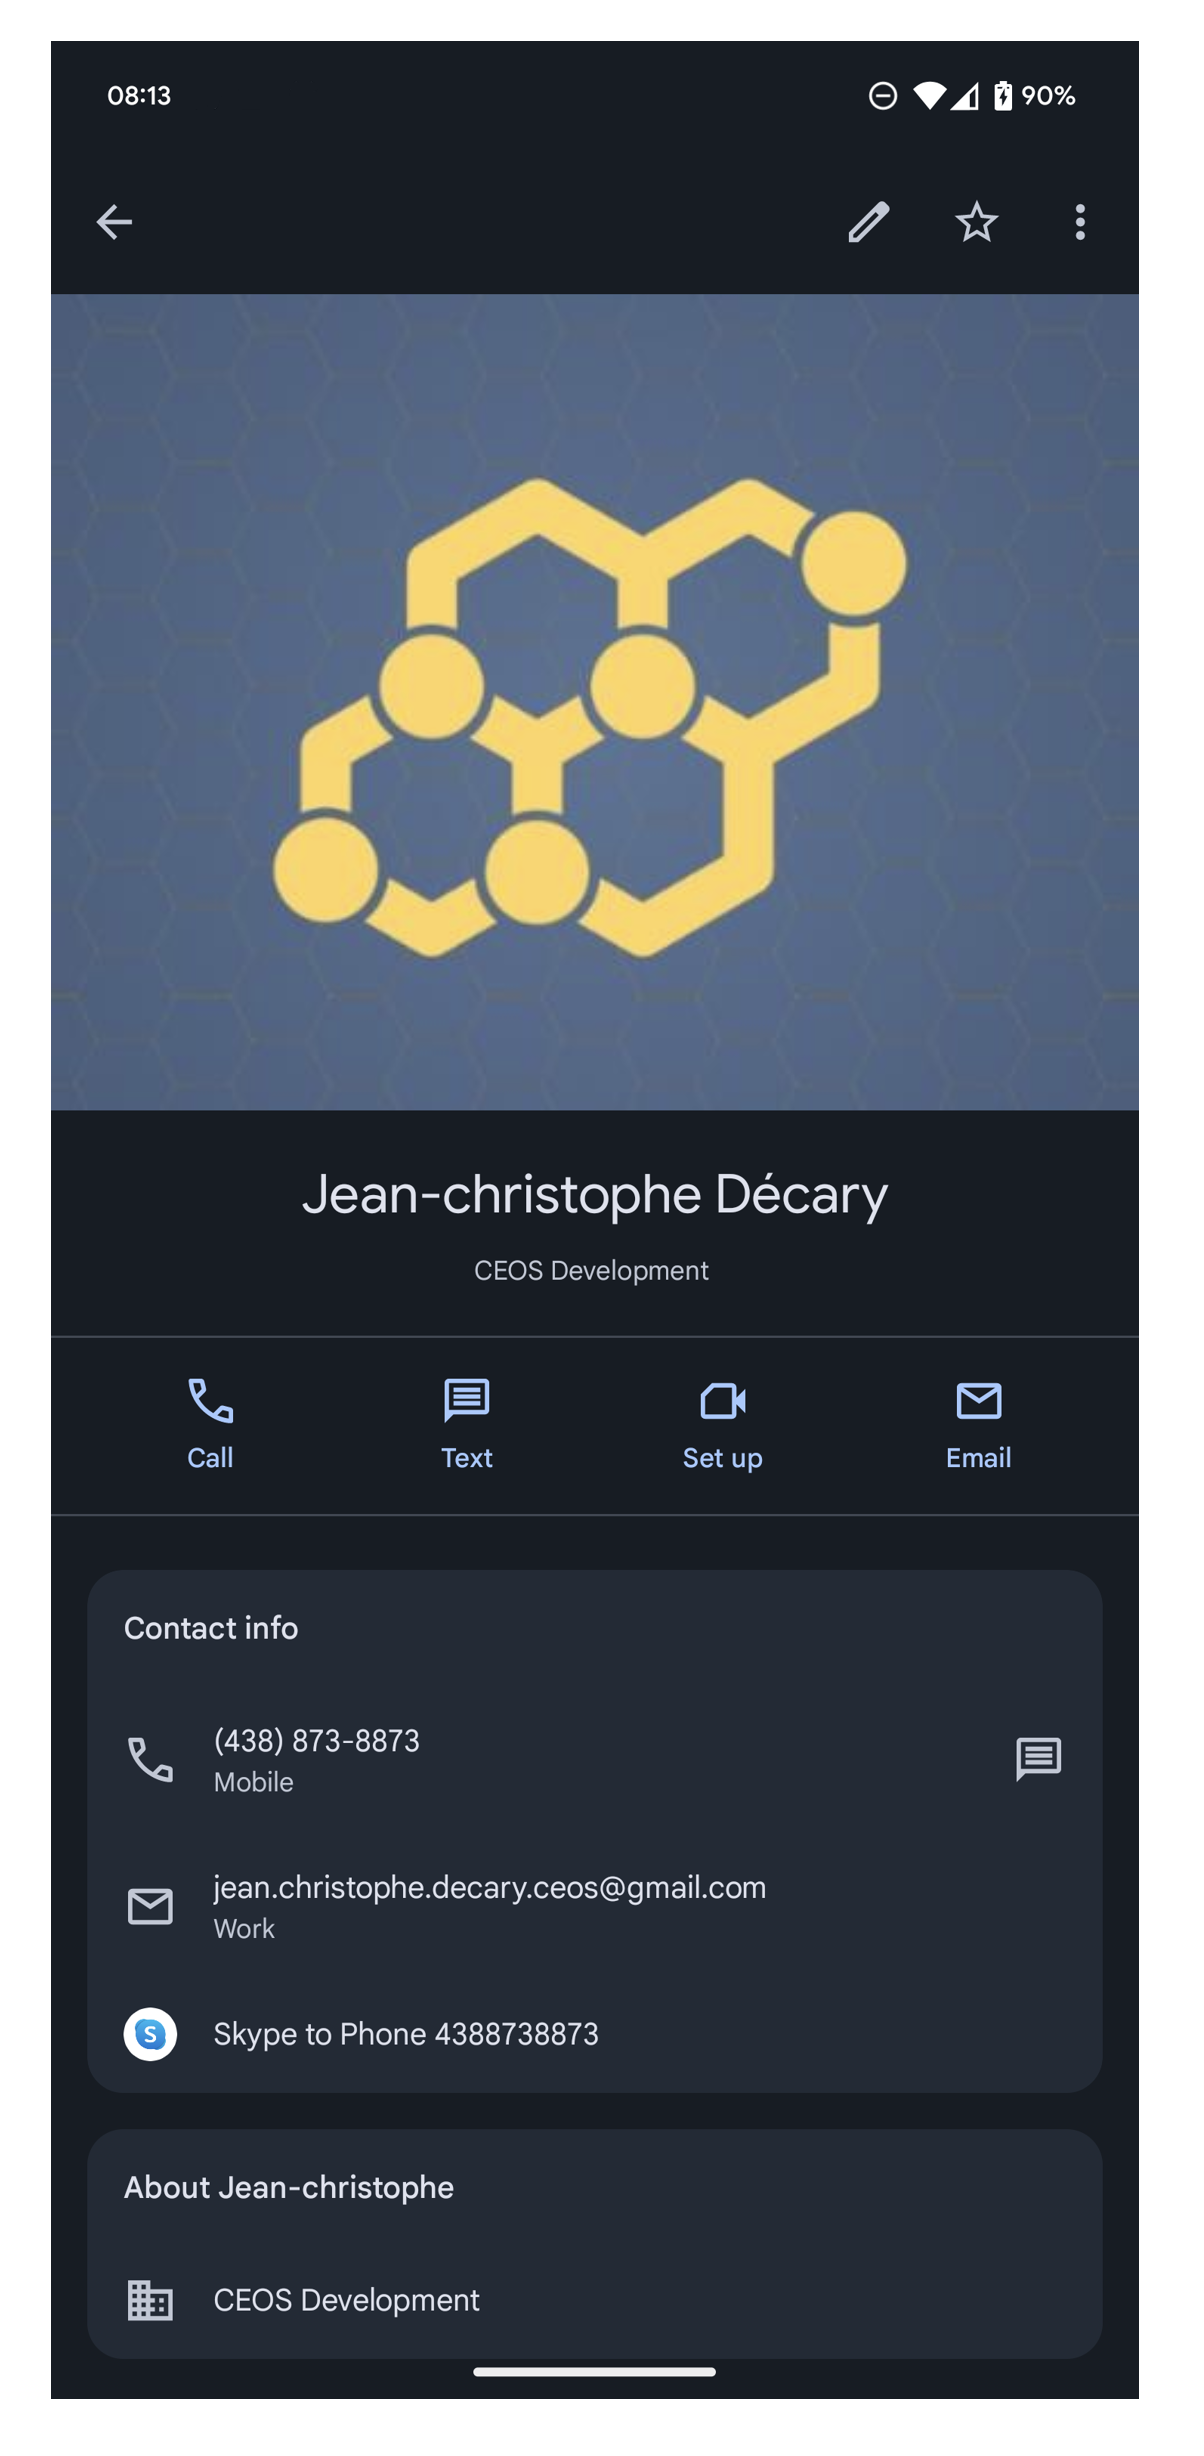 08:13
90%
Jean-christophe Décary
CEOS Development
Call
Text
Set up
Email
Contact info
(438) 873-8873
Mobile
jean.christophe.decary.ceos@gmail.com
Work
S
Skype to Phone 4388738873
About Jean-christophe
CEOS Development